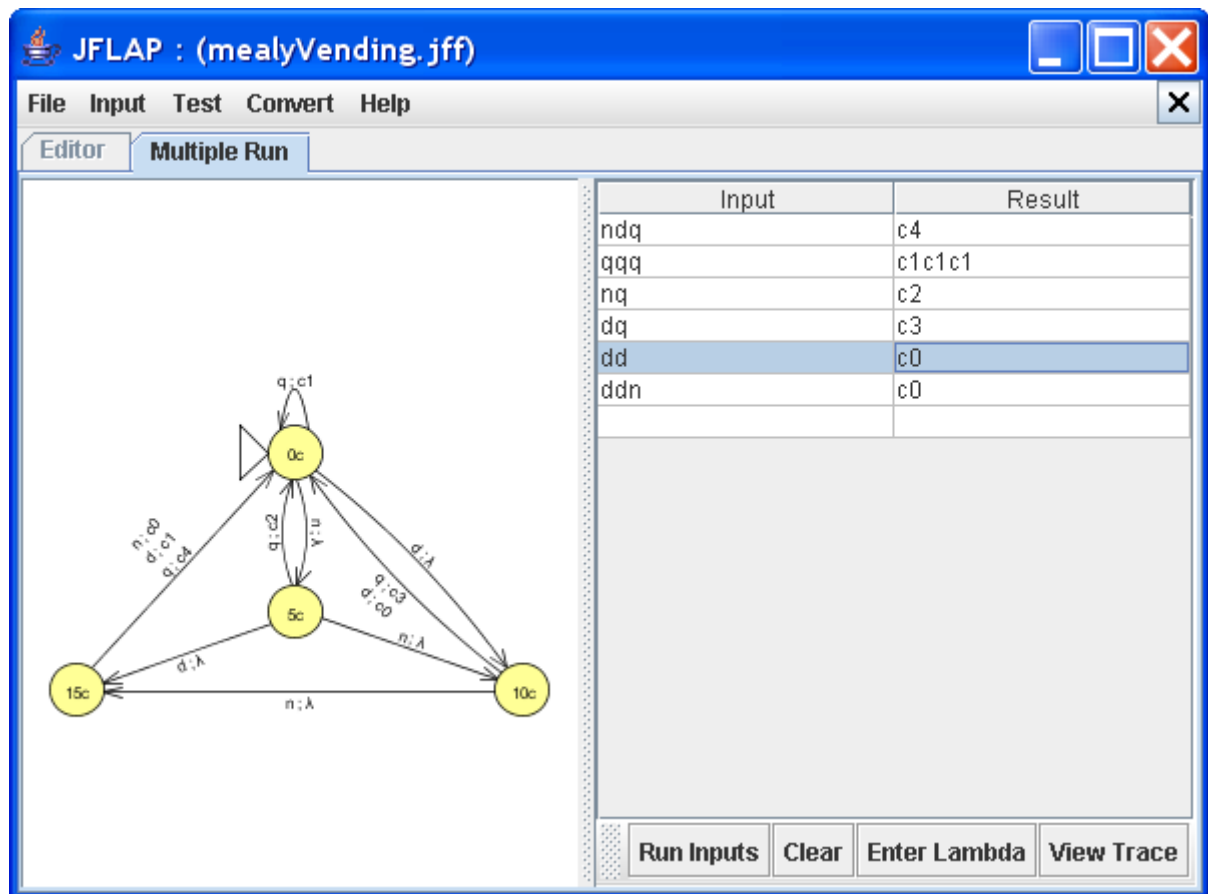 JFLAP : (mealyVending.jff)
File Input Test Convert Help
Editor Multiple Run
Input Result
ndq c4
qqq c1c1c1
nq c2
dq c3
dd c0
ddn c0
q ; c1
0c
n ; c0
d ; c1
q ; c4
q ; c2
n ; λ
d ; λ
q ; c3
d ; c0
5c
d ; λ
n ; λ
15c
10c
n ; λ
Run Inputs Clear Enter Lambda View Trace